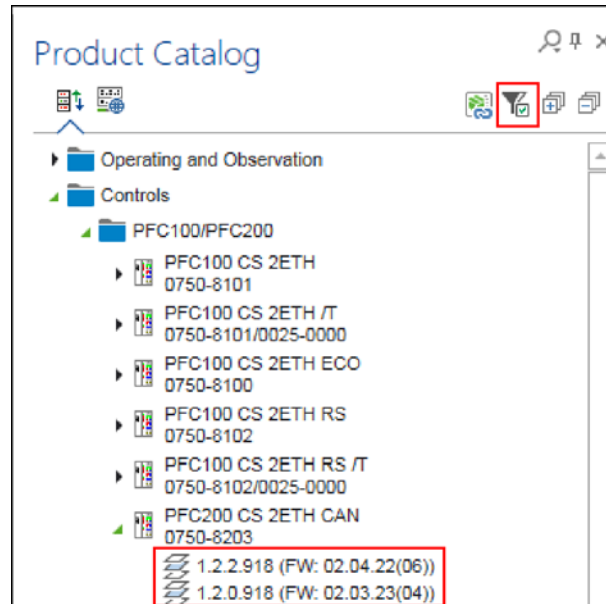 Product Catalog
Operating and Observation
Controls
PFC100/PFC200
PFC100 CS 2ETH
0750-8101
PFC100 CS 2ETH /T
0750-8101/0025-0000
PFC100 CS 2ETH ECO
0750-8100
PFC100 CS 2ETH RS
0750-8102
PFC100 CS 2ETH RS /T
0750-8102/0025-0000
PFC200 CS 2ETH CAN
0750-8203
1.2.2.918 (FW: 02.04.22(06))
1.2.0.918 (FW: 02.03.23(04))